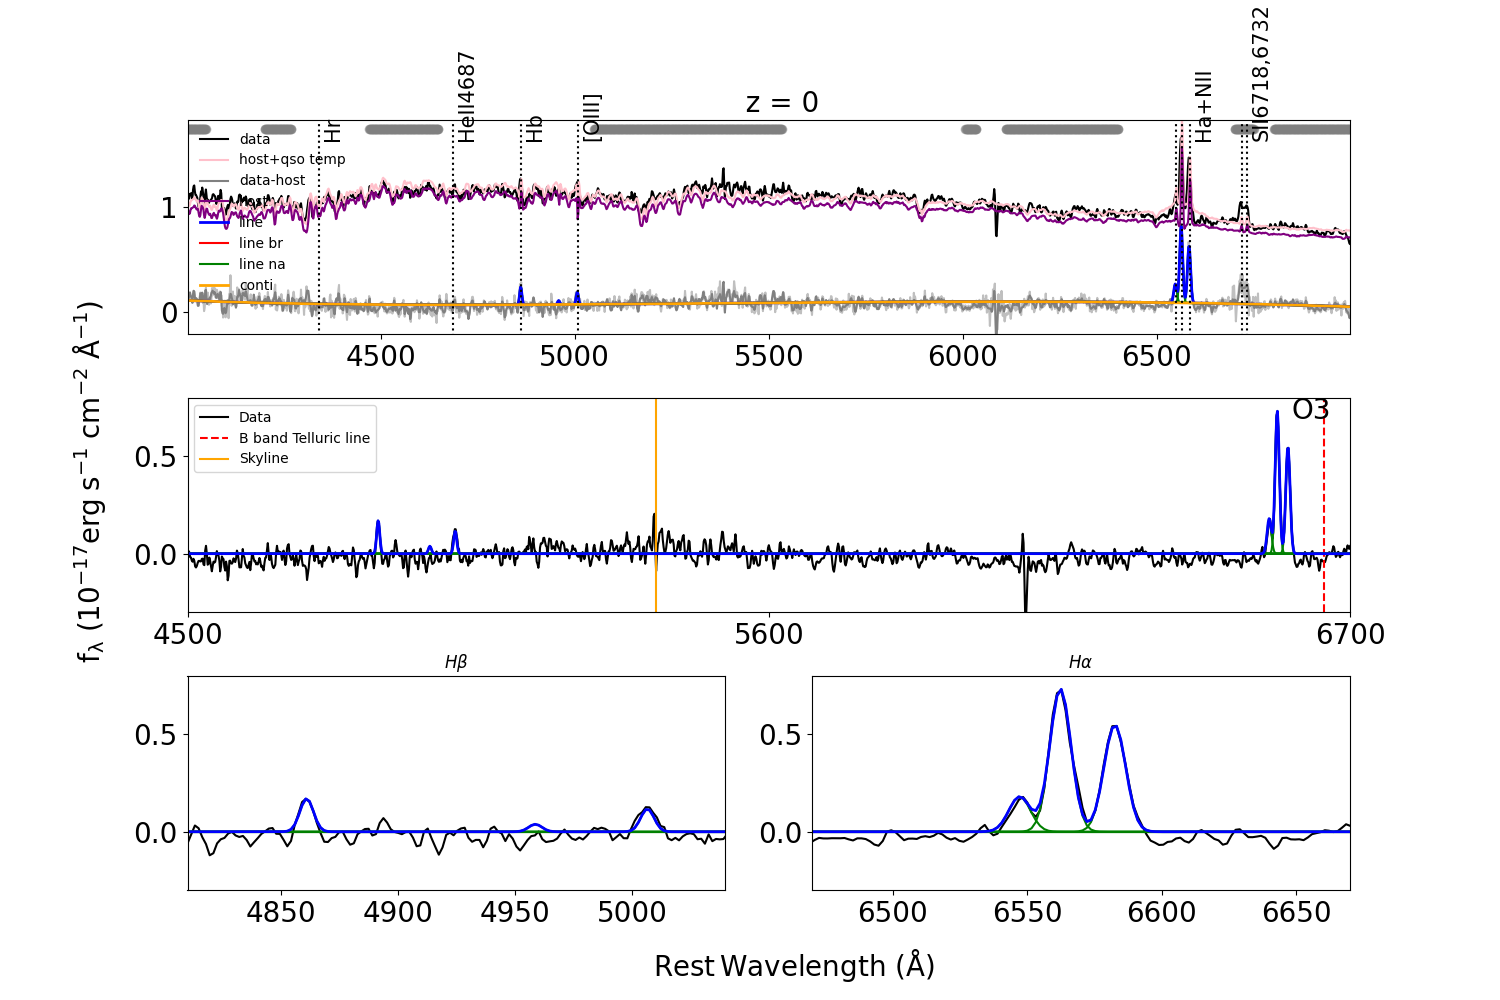 z = 0
Hr
HeII4687
Hb
[OIII]
Ha+NII
SII6718,6732
data
host+qso temp
data-host
line
line br
line na
conti
1
0
4500 5000 5500 6000 6500
fλ (10⁻¹⁷erg s⁻¹ cm⁻² Å⁻¹)
O3
Data
B band Telluric line
Skyline
0.5
0.0
4500 5600 6700
Hβ
0.5
0.0
4850 4900 4950 5000
Hα
0.5
0.0
6500 6550 6600 6650
Rest Wavelength (Å)